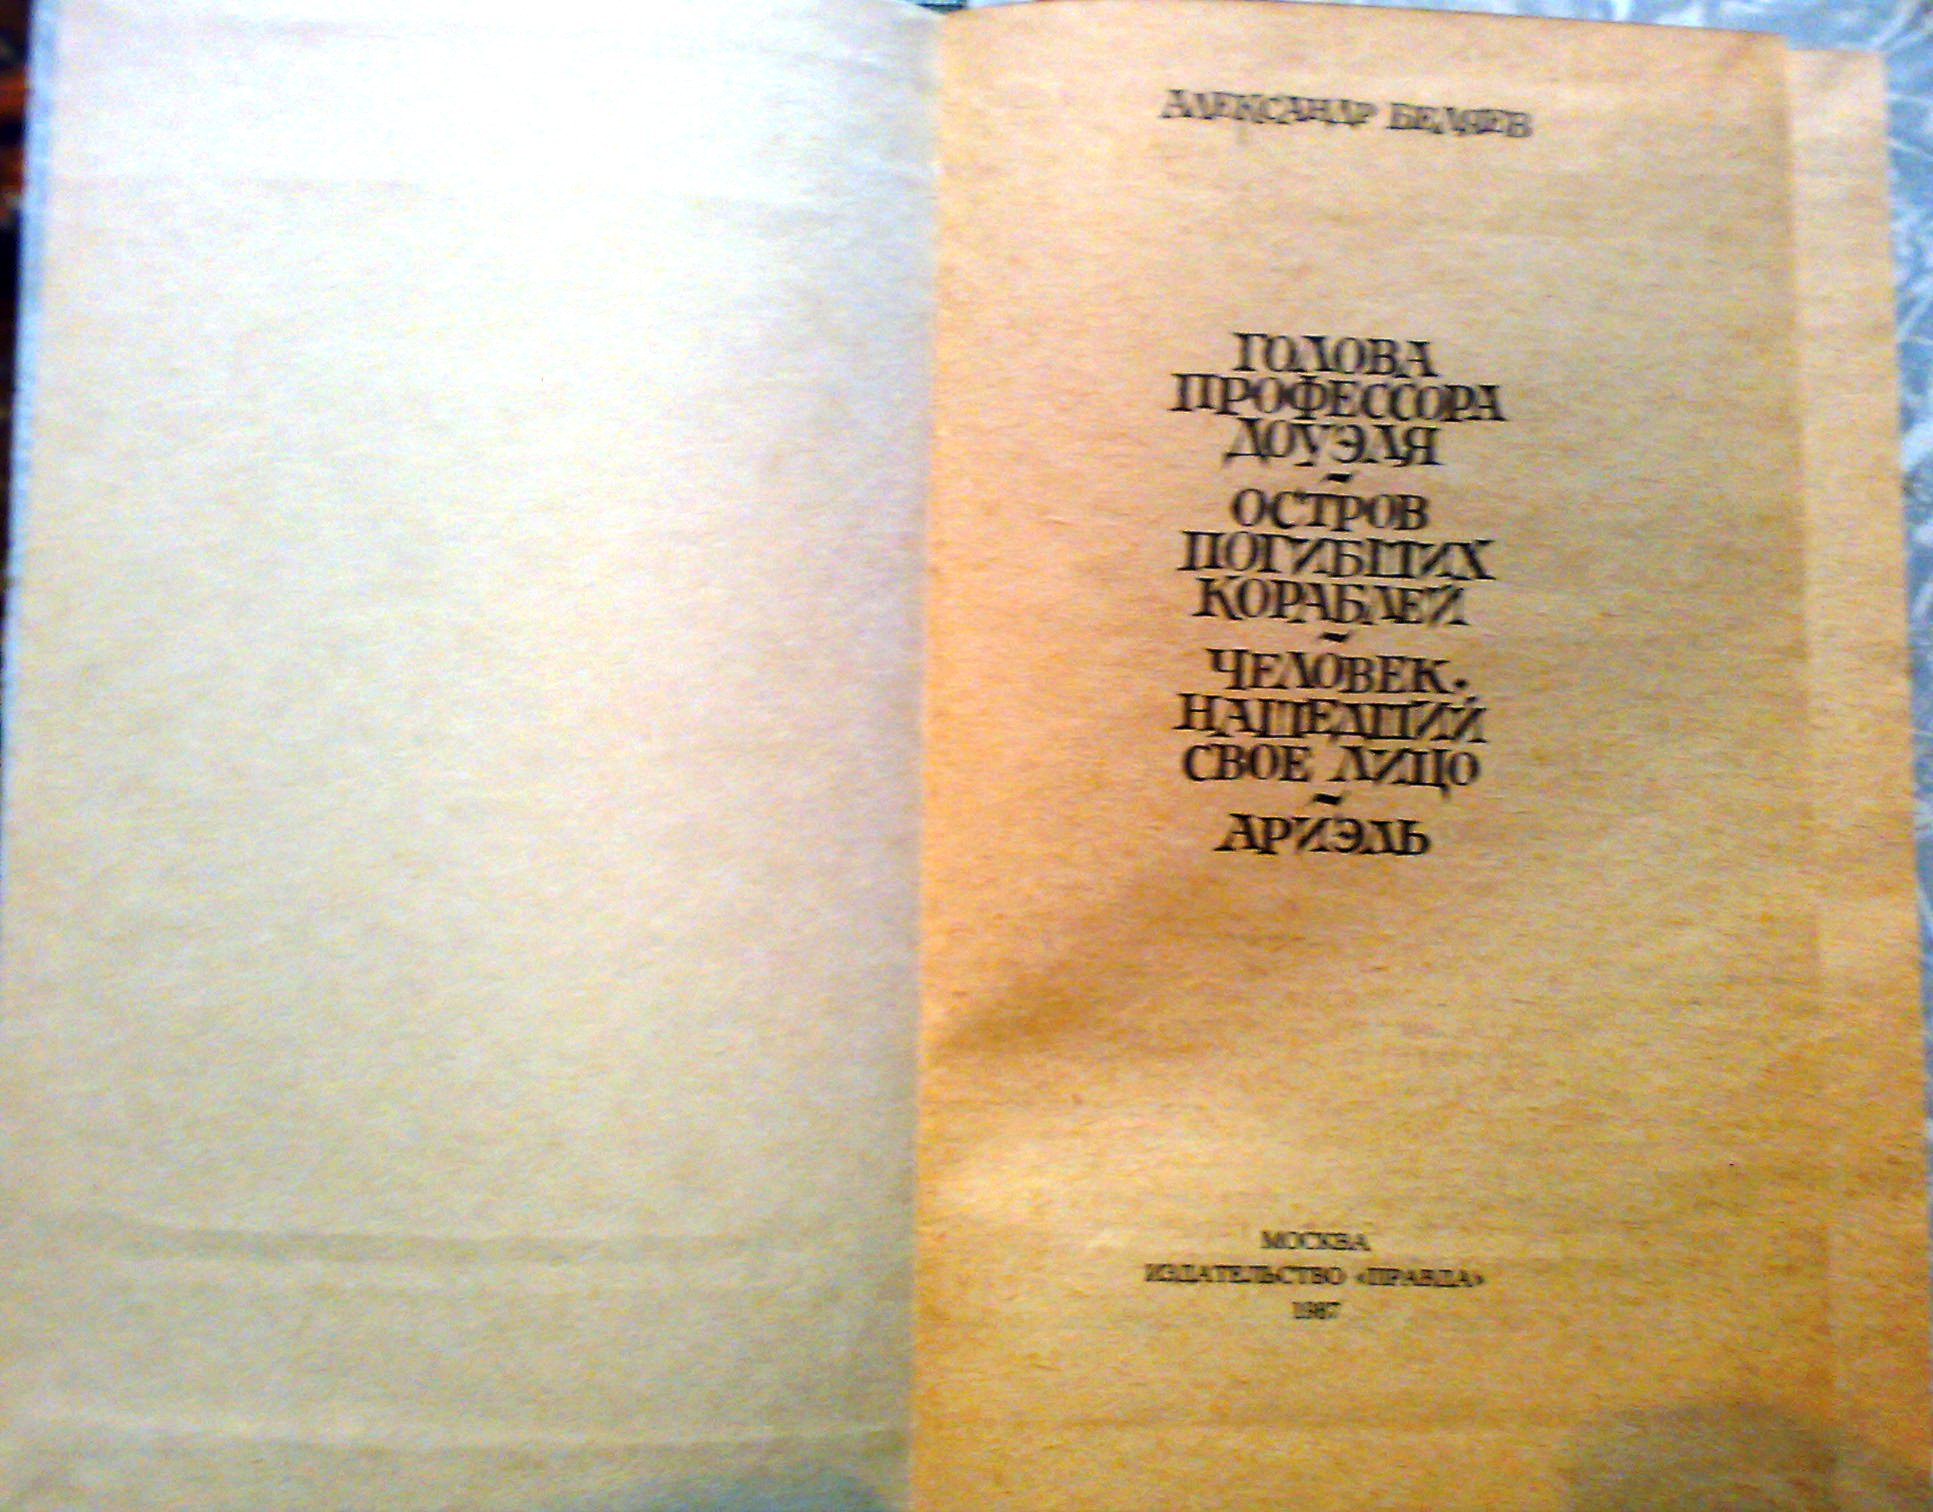 АЛЕКСАНДР БЕЛЯЕВ
ГОЛОВА
ПРОФЕССОРА
ДОУЭЛЯ
~
ОСТРОВ
ПОГИБШИХ
КОРАБЛЕЙ
~
ЧЕЛОВЕК,
НАШЕДШИЙ
СВОЕ ЛИЦО
~
АРИЭЛЬ
МОСКВА
ИЗДАТЕЛЬСТВО «ПРАВДА»
1987